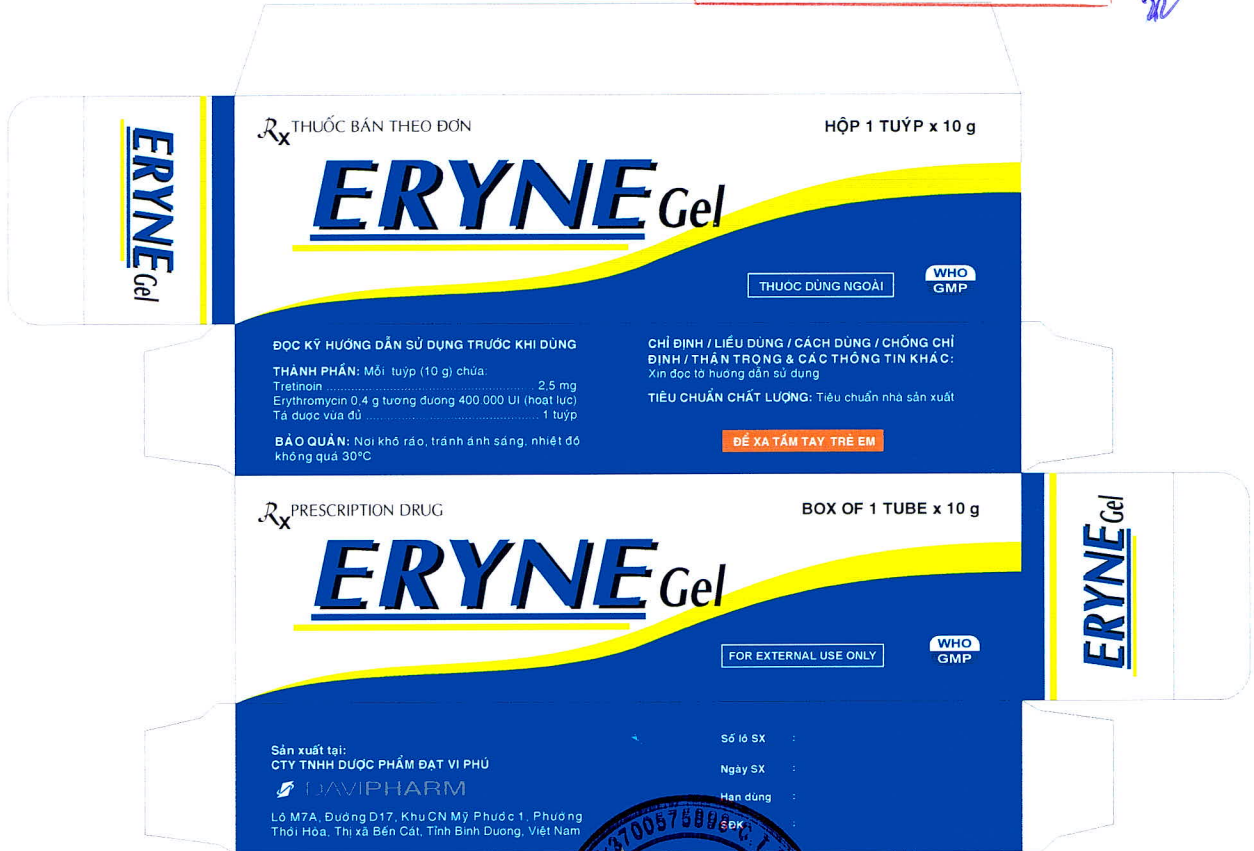 ERYNE Gel
Rx THUỐC BÁN THEO ĐƠN
HỘP 1 TUÝP x 10 g
ERYNE Gel
THUỐC DÙNG NGOÀI
WHO
GMP
ĐỌC KỸ HƯỚNG DẪN SỬ DỤNG TRƯỚC KHI DÙNG
THÀNH PHẦN: Mỗi tuýp (10 g) chứa:
Tretinoin ........................................................ 2,5 mg
Erythromycin 0,4 g tương đương 400.000 UI (hoạt lực)
Tá dược vừa đủ ............................................. 1 tuýp
BẢO QUẢN: Nơi khô ráo, tránh ánh sáng, nhiệt độ
không quá 30°C
CHỈ ĐỊNH / LIỀU DÙNG / CÁCH DÙNG / CHỐNG CHỈ
ĐỊNH / THẬN TRỌNG & CÁC THÔNG TIN KHÁC:
Xin đọc tờ hướng dẫn sử dụng
TIÊU CHUẨN CHẤT LƯỢNG: Tiêu chuẩn nhà sản xuất
ĐỂ XA TẦM TAY TRẺ EM
Rx PRESCRIPTION DRUG
BOX OF 1 TUBE x 10 g
ERYNE Gel
FOR EXTERNAL USE ONLY
WHO
GMP
ERYNE Gel
Sản xuất tại:
CTY TNHH DƯỢC PHẨM ĐẠT VI PHÚ
DAVIPHARM
Lô M7A, Đường D17, Khu CN Mỹ Phước 1, Phường
Thới Hòa, Thị xã Bến Cát, Tỉnh Bình Dương, Việt Nam
Số lô SX :
Ngày SX :
Hạn dùng :
SĐK :